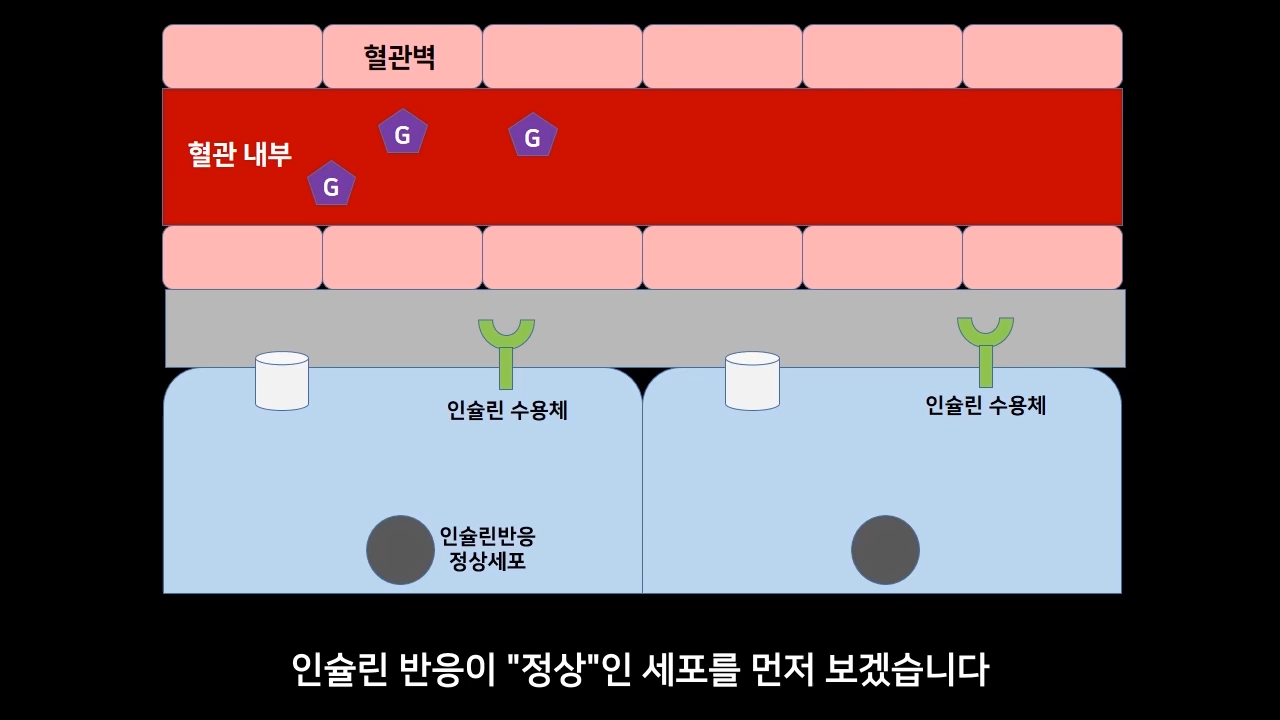 혈관벽
G
G
혈관 내부
G
인슐린 수용체
인슐린 수용체
인슐린반응
정상세포
인슐린 반응이 "정상"인 세포를 먼저 보겠습니다